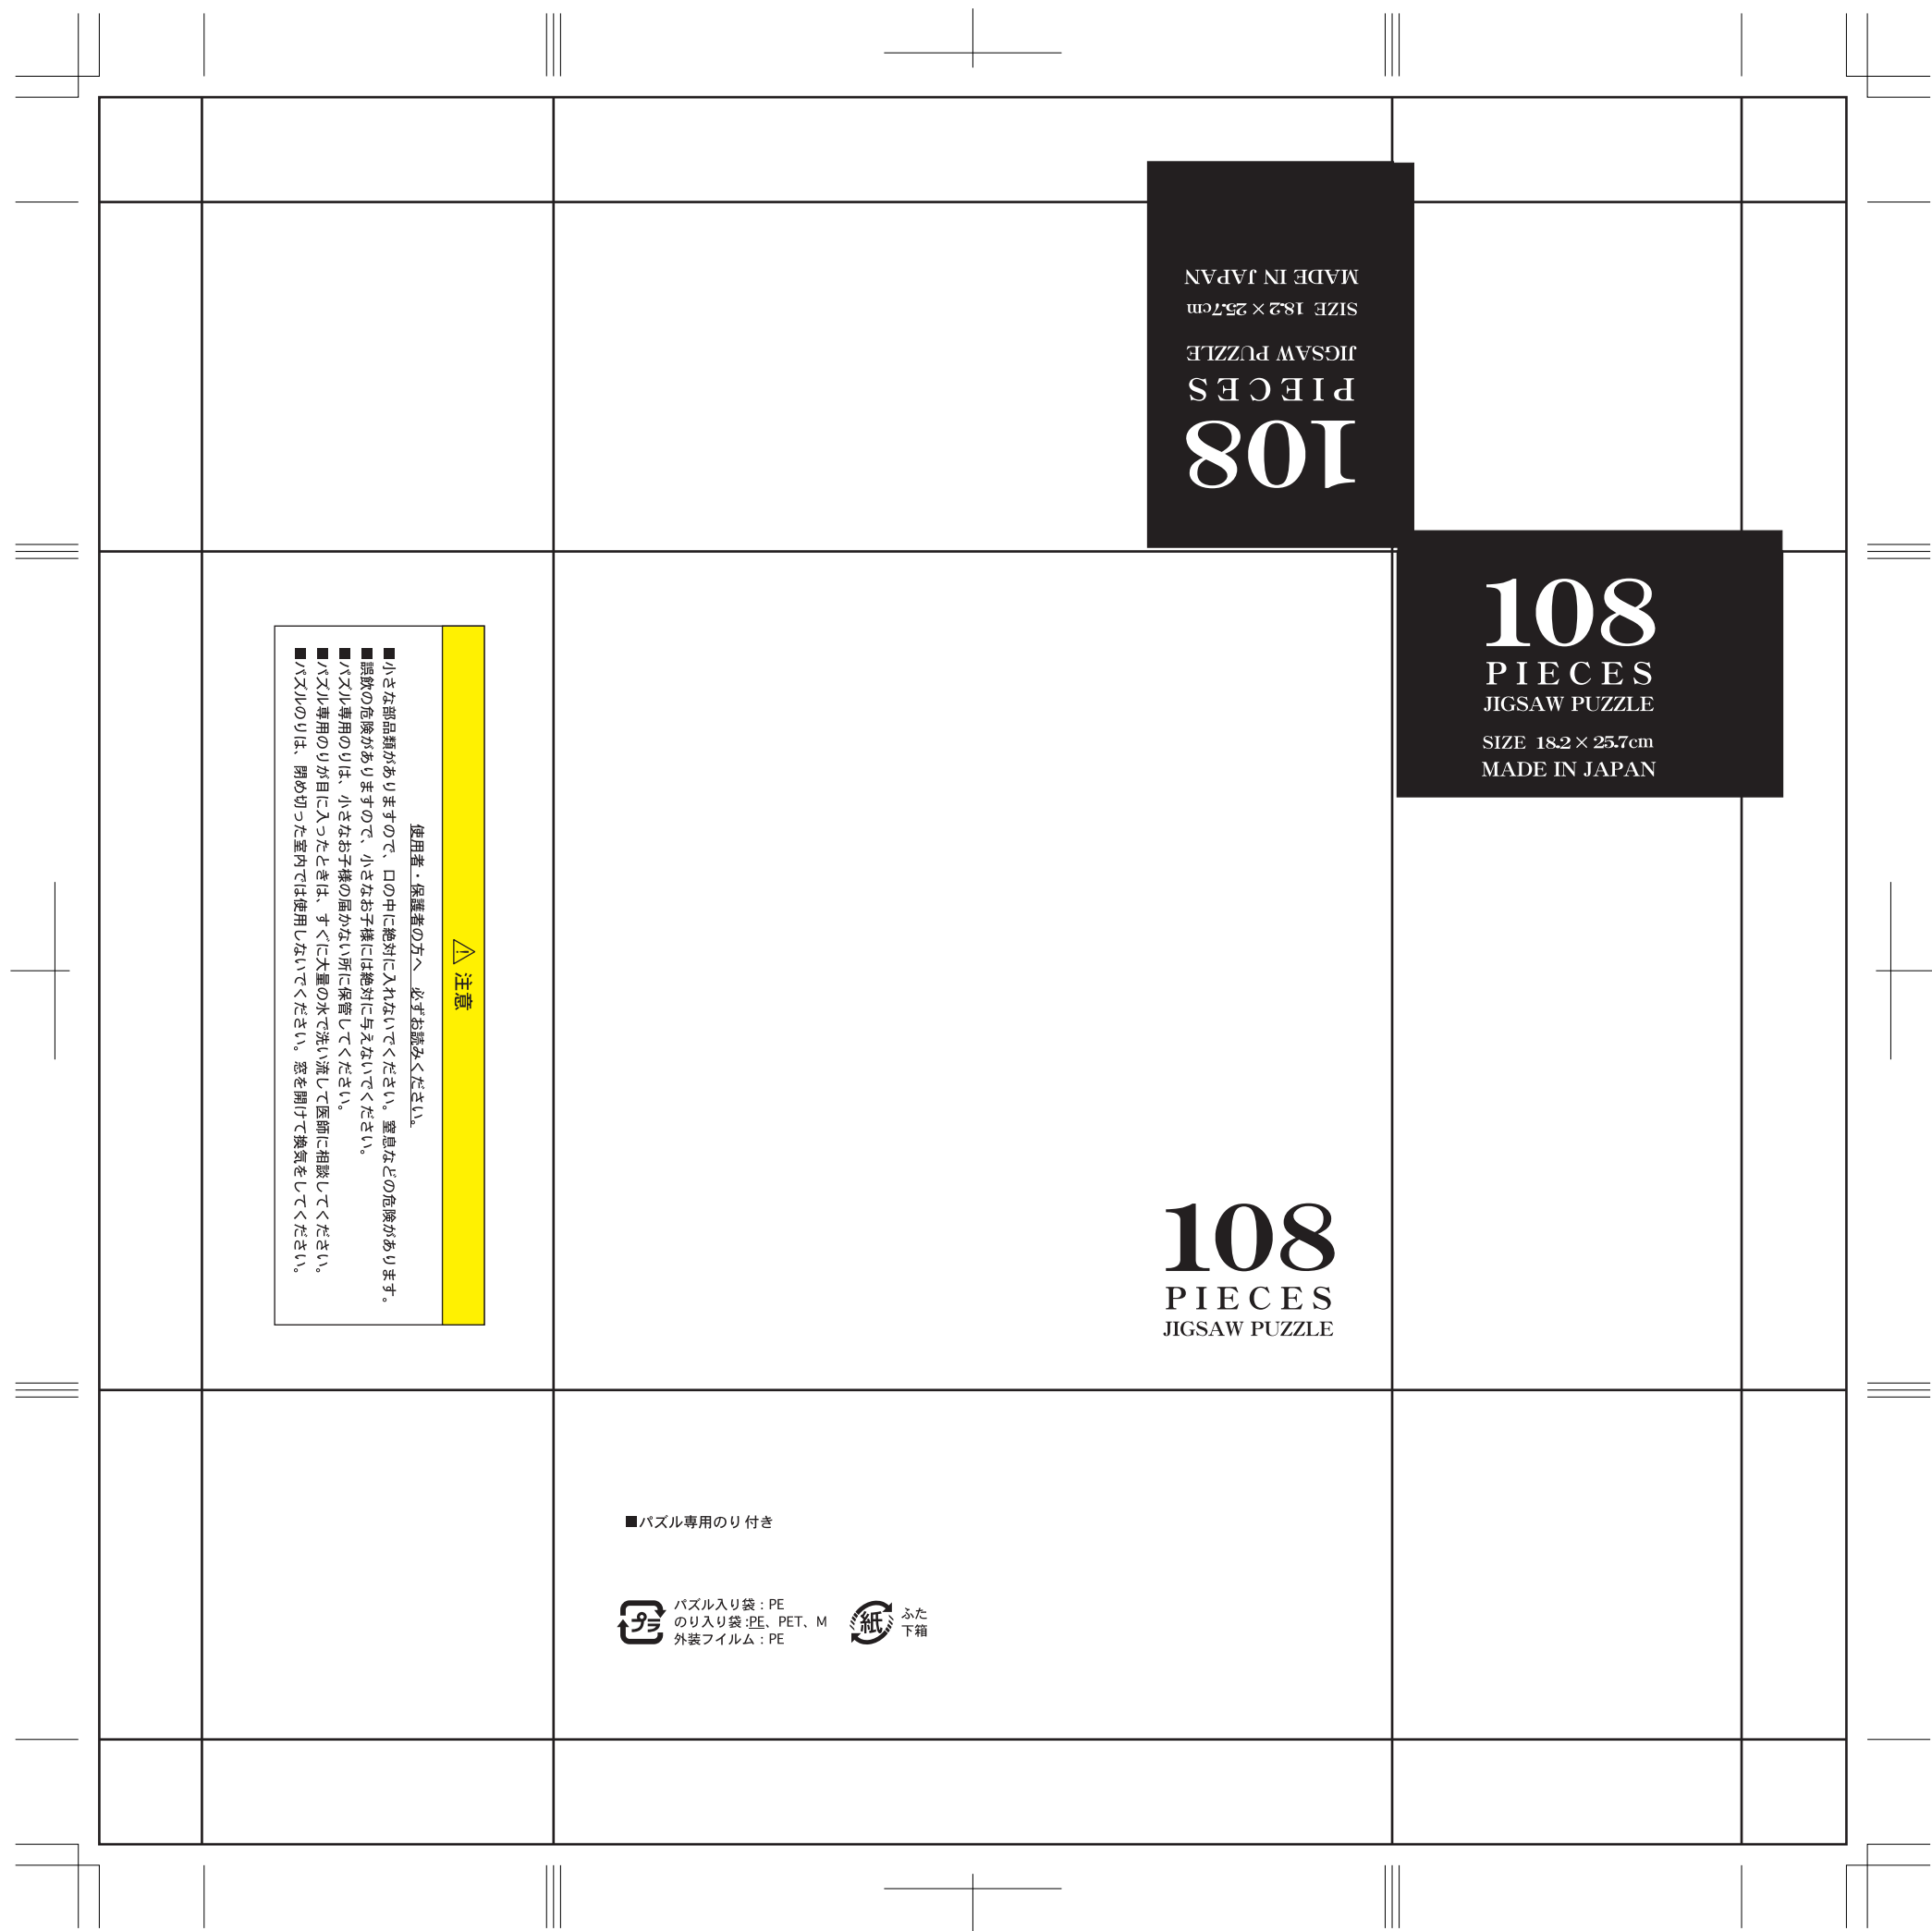 MADE IN JAPAN
SIZE 18.2×25.7cm
JIGSAW PUZZLE
PIECES
108
108
PIECES
JIGSAW PUZZLE
SIZE 18.2×25.7cm
MADE IN JAPAN
注意
使用者・保護者の方へ 必ずお読みください。
■小さな部品類がありますので、口の中に絶対に入れないでください。窒息などの危険があります。
■誤飲の危険がありますので、小さなお子様には絶対に与えないでください。
■パズル専用のりは、小さなお子様の届かない所に保管してください。
■パズル専用のりが目に入ったときは、すぐに大量の水で洗い流して医師に相談してください。
■パズルのりは、閉め切った室内では使用しないでください。窓を開けて換気をしてください。
108
PIECES
JIGSAW PUZZLE
■パズル専用のり付き
プラ
パズル入り袋：PE
のり入り袋:PE、PET、M
外装フイルム：PE
紙
ふた
下箱